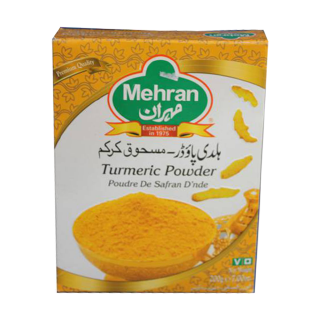 Premium Quality
Mehran
مہران
Established
in 1975
ہلدی پاؤڈر - مسحوق كركم
Turmeric Powder
Poudre De Safran D'nde